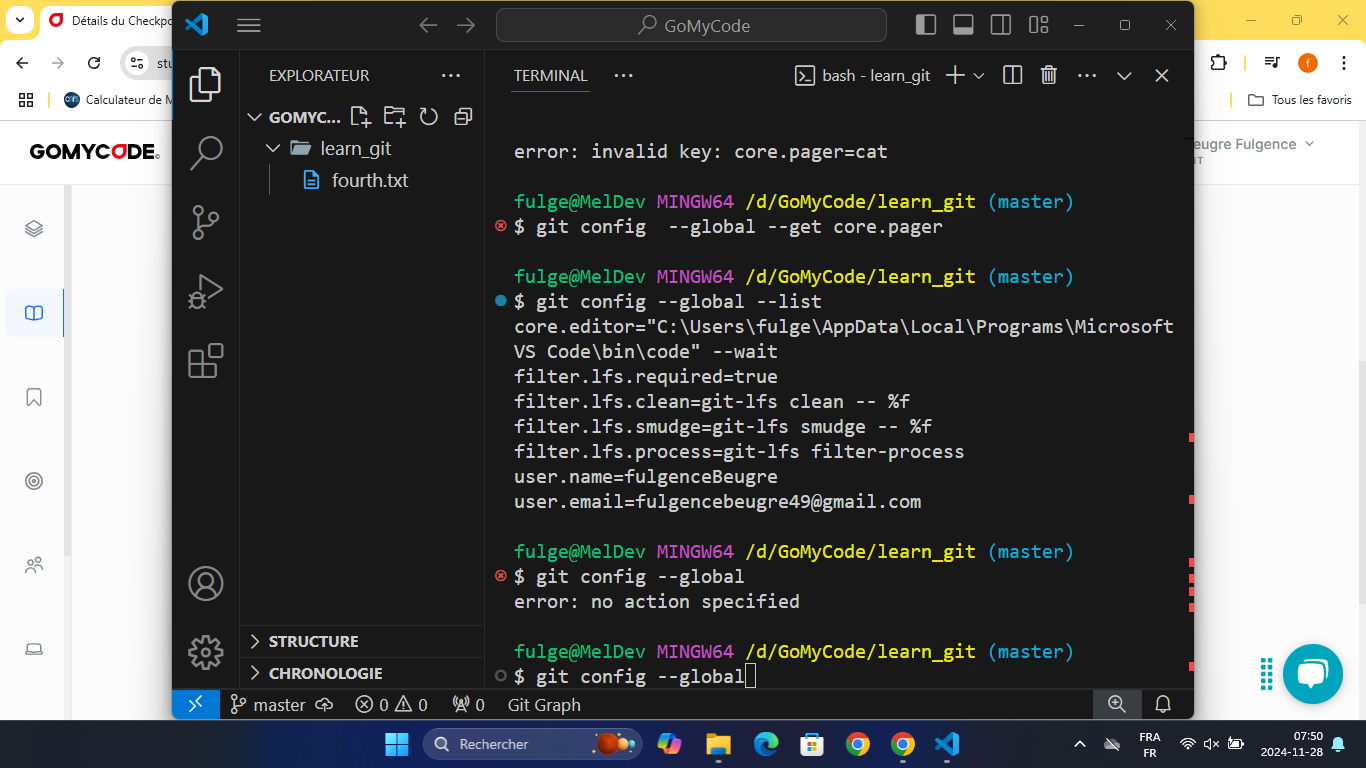 Détails du Checkpo
stu
Calculateur de M
Tous les favoris
f
GOMYCODE
eugre Fulgence
NT
GoMyCode
EXPLORATEUR
GOMYC...
learn_git
fourth.txt
STRUCTURE
CHRONOLOGIE
TERMINAL
bash - learn_git
error: invalid key: core.pager=cat
fulge@MelDev MINGW64 /d/GoMyCode/learn_git (master)
$ git config  --global --get core.pager
fulge@MelDev MINGW64 /d/GoMyCode/learn_git (master)
$ git config --global --list
core.editor="C:\Users\fulge\AppData\Local\Programs\Microsoft
VS Code\bin\code" --wait
filter.lfs.required=true
filter.lfs.clean=git-lfs clean -- %f
filter.lfs.smudge=git-lfs smudge -- %f
filter.lfs.process=git-lfs filter-process
user.name=fulgenceBeugre
user.email=fulgencebeugre49@gmail.com
fulge@MelDev MINGW64 /d/GoMyCode/learn_git (master)
$ git config --global
error: no action specified
fulge@MelDev MINGW64 /d/GoMyCode/learn_git (master)
$ git config --global
master
0
0
0
Git Graph
Rechercher
FRA
FR
07:50
2024-11-28